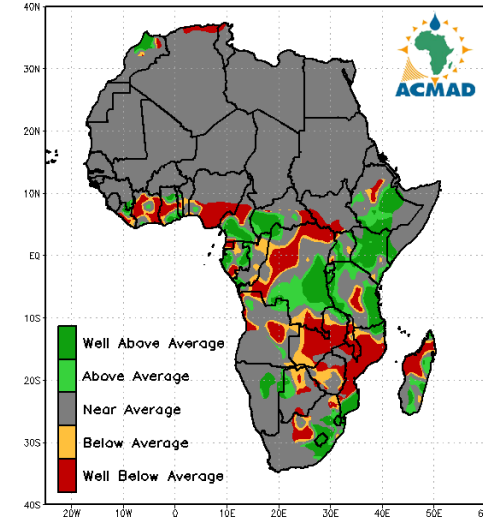 40N
30N
20N
10N
EQ
10S
20S
30S
40S
ACMAD
Well Above Average
Above Average
Near Average
Below Average
Well Below Average
20W 10W 0 10E 20E 30E 40E 50E 6